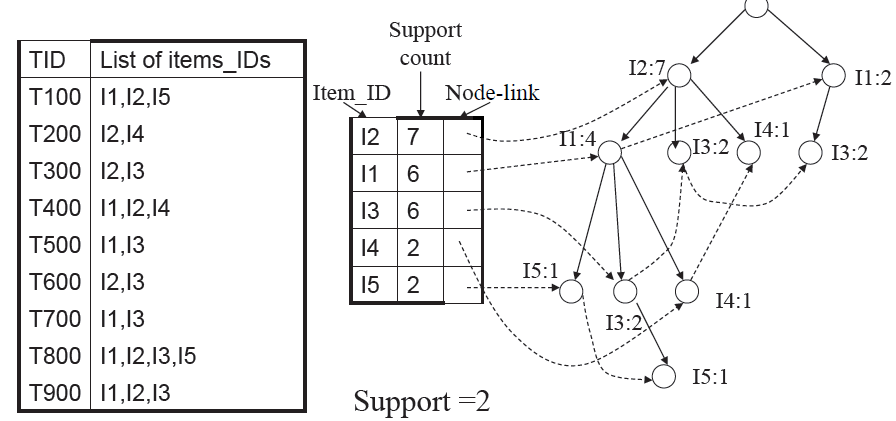 TID List of items_IDs
T100 I1,I2,I5
T200 I2,I4
T300 I2,I3
T400 I1,I2,I4
T500 I1,I3
T600 I2,I3
T700 I1,I3
T800 I1,I2,I3,I5
T900 I1,I2,I3
Support
count
Item_ID Node-link
I2 7
I1 6
I3 6
I4 2
I5 2
Support =2
I2:7
I1:2
I1:4
I3:2
I4:1
I3:2
I5:1
I3:2
I4:1
I5:1